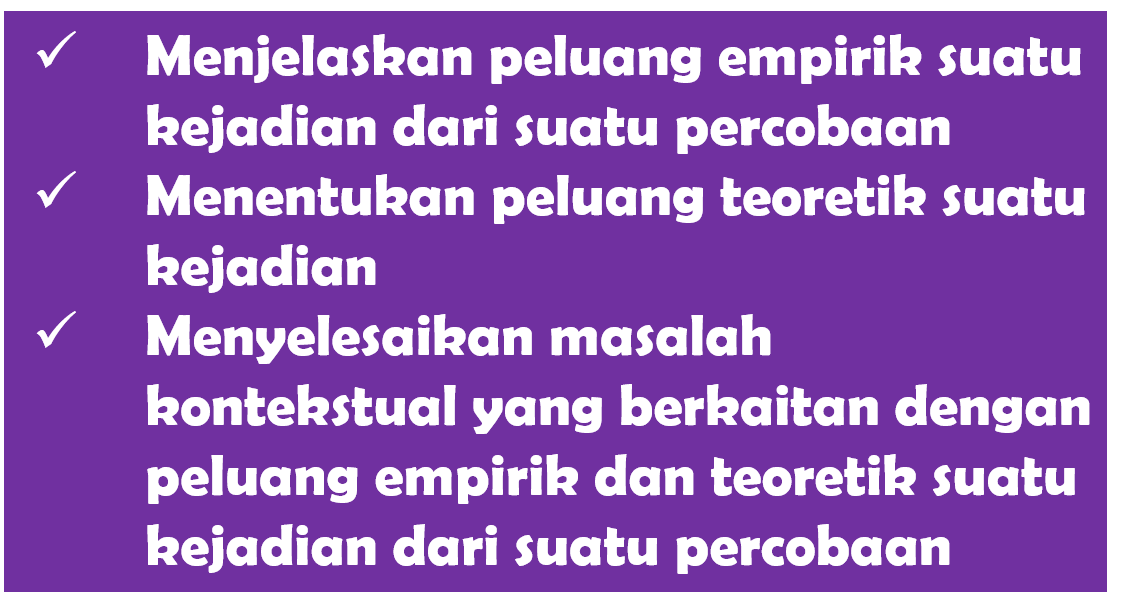 ✓ Menjelaskan peluang empirik suatu
kejadian dari suatu percobaan
✓ Menentukan peluang teoretik suatu
kejadian
✓ Menyelesaikan masalah
kontekstual yang berkaitan dengan
peluang empirik dan teoretik suatu
kejadian dari suatu percobaan